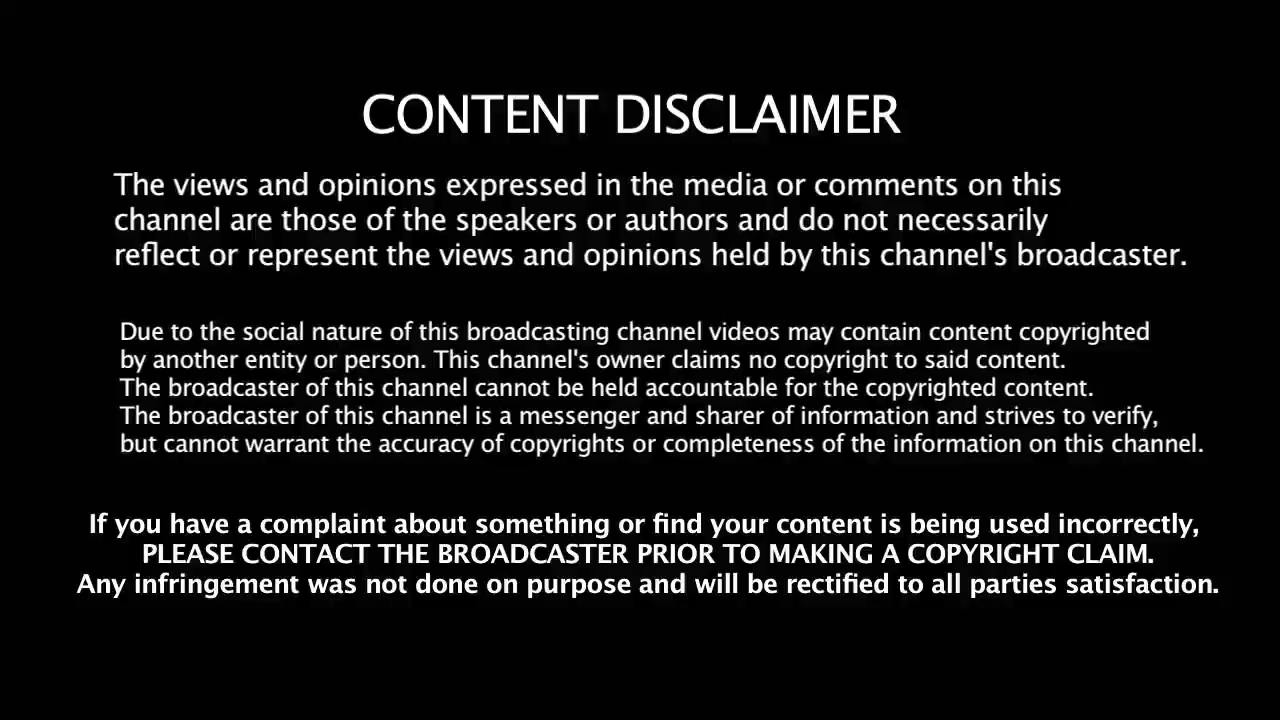 CONTENT DISCLAIMER
The views and opinions expressed in the media or comments on this
channel are those of the speakers or authors and do not necessarily
reflect or represent the views and opinions held by this channel's broadcaster.
Due to the social nature of this broadcasting channel videos may contain content copyrighted
by another entity or person. This channel's owner claims no copyright to said content.
The broadcaster of this channel cannot be held accountable for the copyrighted content.
The broadcaster of this channel is a messenger and sharer of information and strives to verify,
but cannot warrant the accuracy of copyrights or completeness of the information on this channel.
If you have a complaint about something or find your content is being used incorrectly,
PLEASE CONTACT THE BROADCASTER PRIOR TO MAKING A COPYRIGHT CLAIM.
Any infringement was not done on purpose and will be rectified to all parties satisfaction.